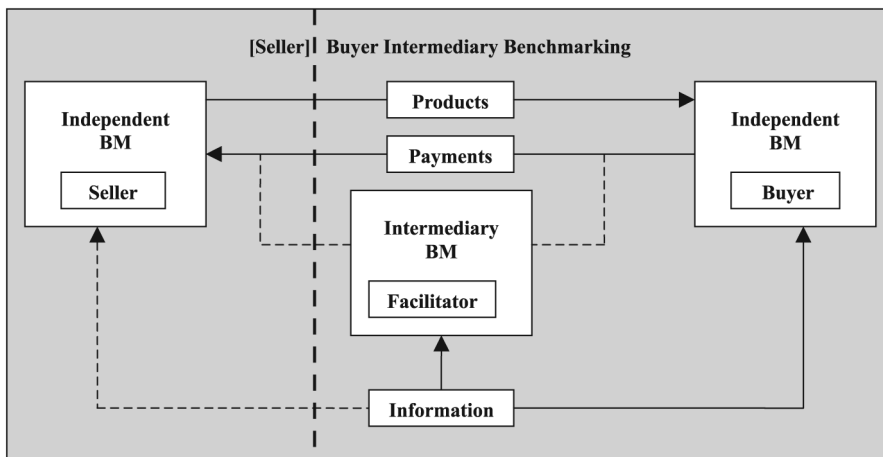 [Seller] Buyer Intermediary Benchmarking
Products
Independent
BM
Seller
Independent
BM
Buyer
Payments
Intermediary
BM
Facilitator
Information